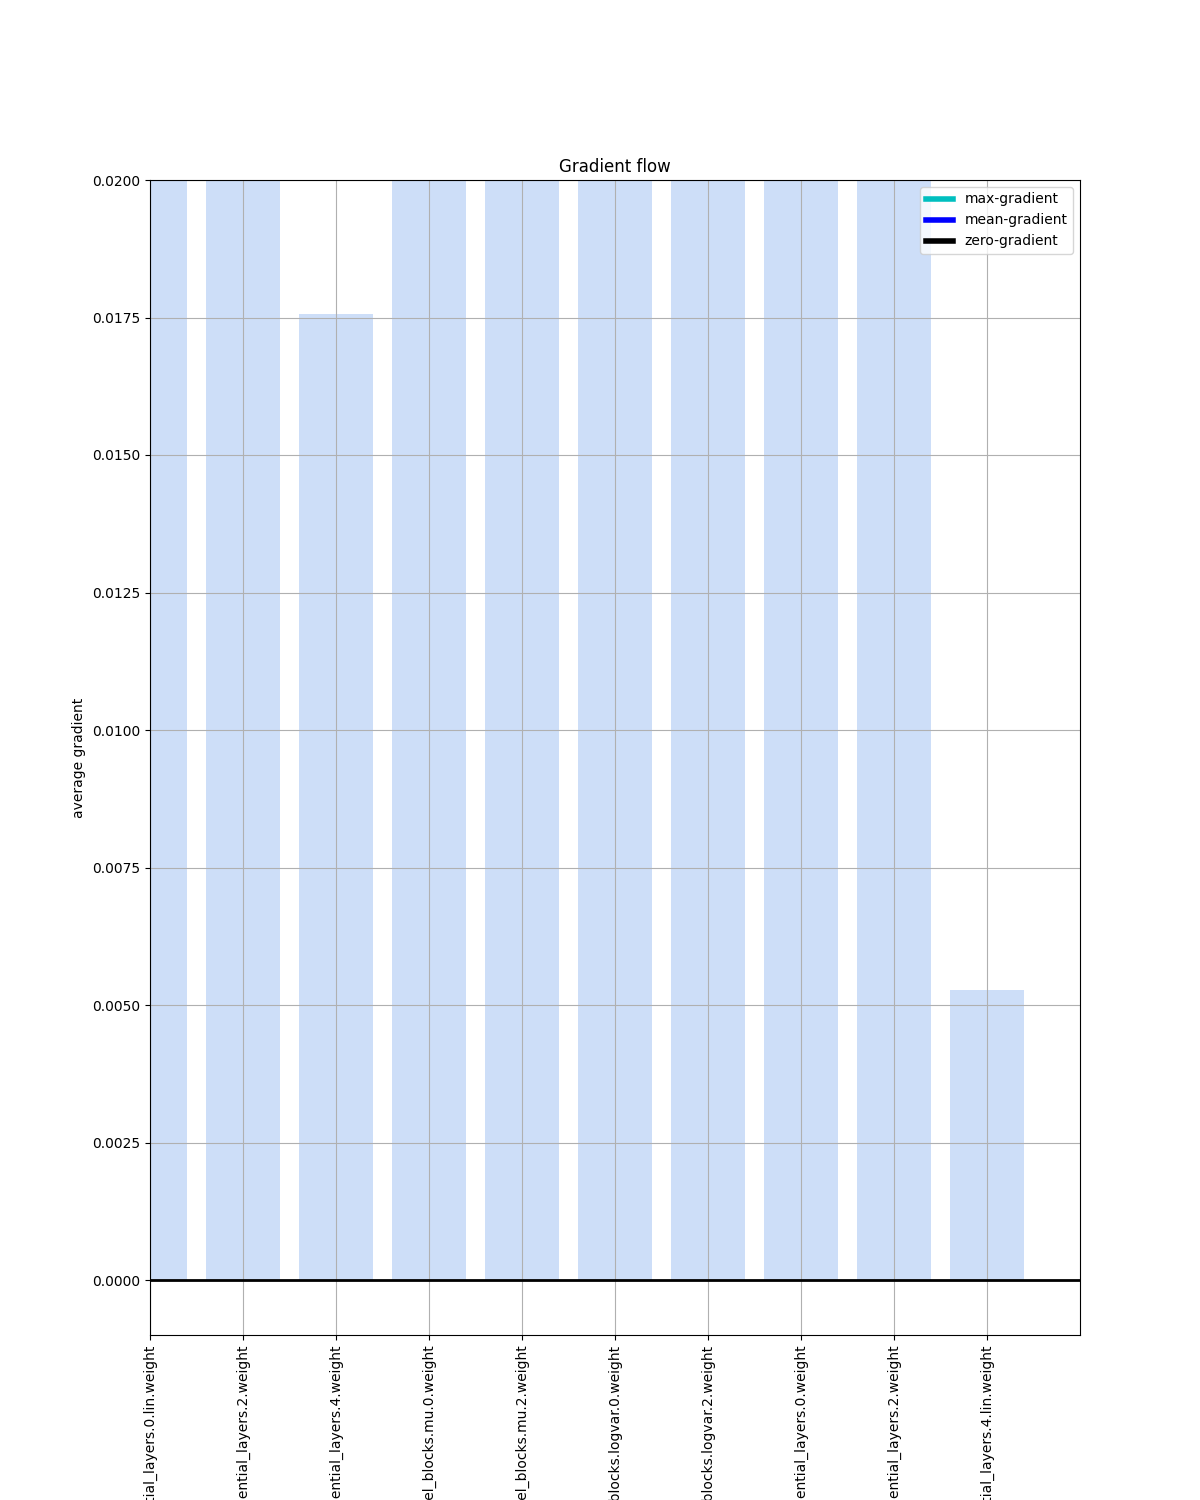 Gradient flow
max-gradient
mean-gradient
zero-gradient
average gradient
0.0200
0.0175
0.0150
0.0125
0.0100
0.0075
0.0050
0.0025
0.0000
tial_layers.0.lin.weight
ential_layers.2.weight
ential_layers.4.weight
el_blocks.mu.0.weight
el_blocks.mu.2.weight
blocks.logvar.0.weight
blocks.logvar.2.weight
ential_layers.0.weight
ential_layers.2.weight
tial_layers.4.lin.weight